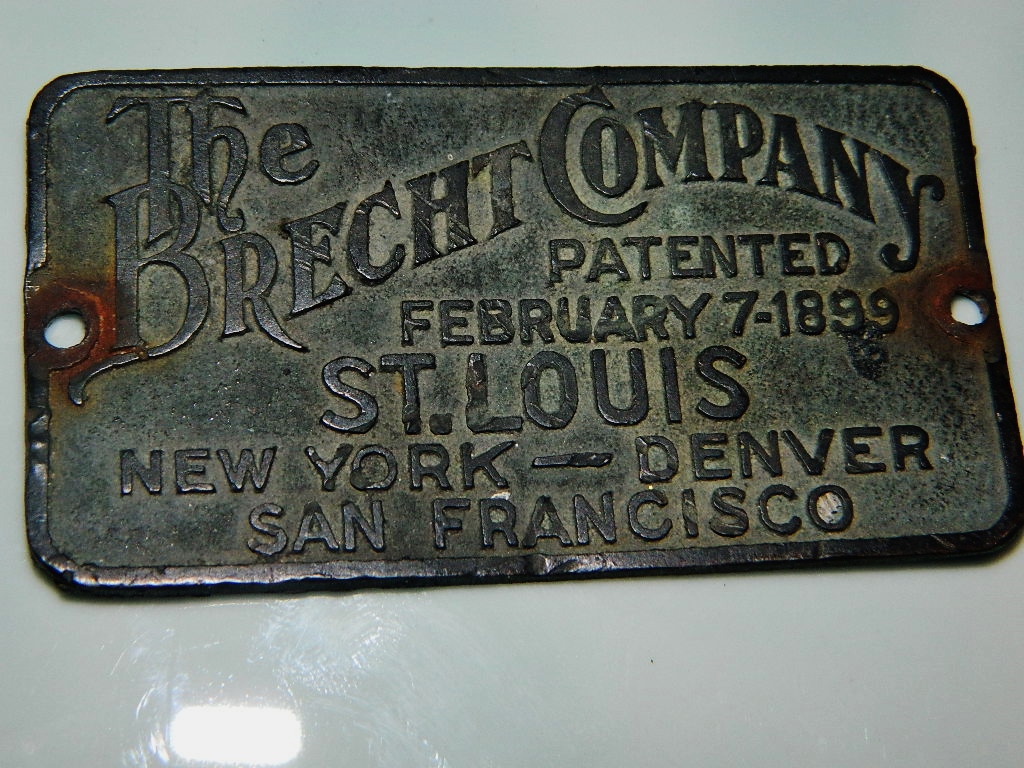 The
BRECHT COMPANY
PATENTED
FEBRUARY 7-1899
ST. LOUIS
NEW YORK — DENVER
SAN FRANCISCO